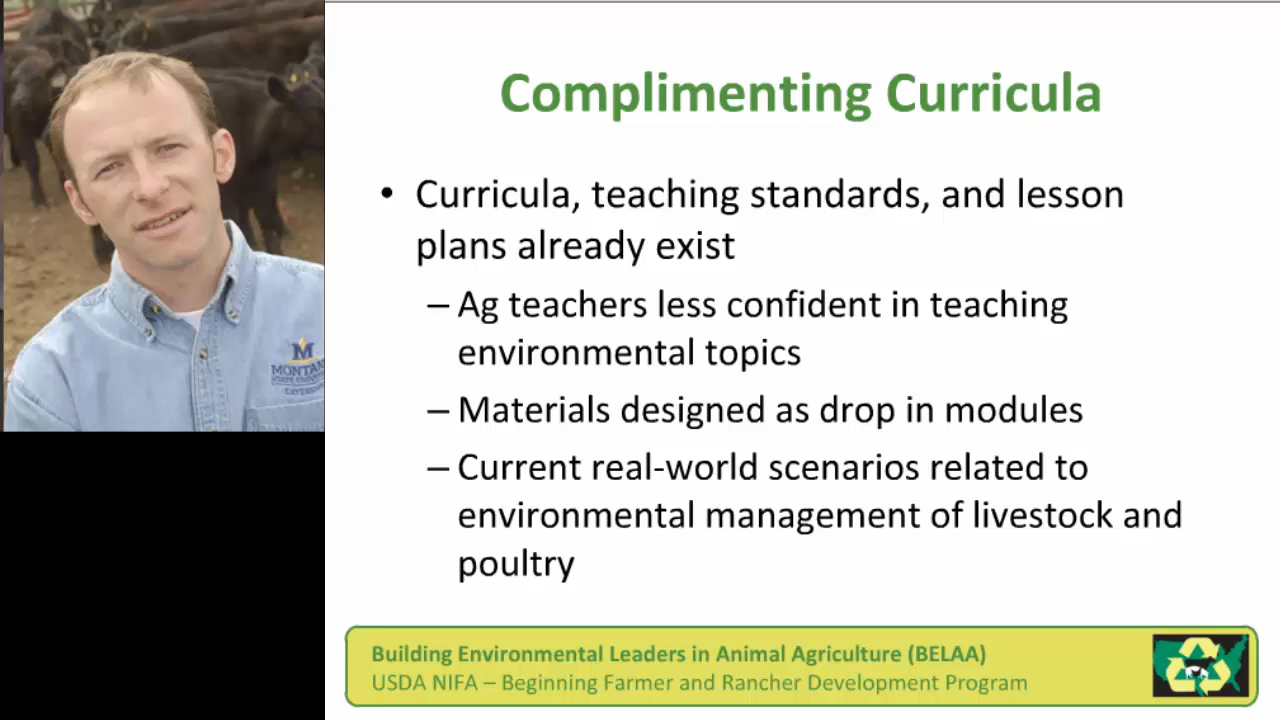 Complimenting Curricula
• Curricula, teaching standards, and lesson
plans already exist
– Ag teachers less confident in teaching
environmental topics
– Materials designed as drop in modules
– Current real-world scenarios related to
environmental management of livestock and
poultry
Building Environmental Leaders in Animal Agriculture (BELAA)
USDA NIFA – Beginning Farmer and Rancher Development Program
M
MONTAN